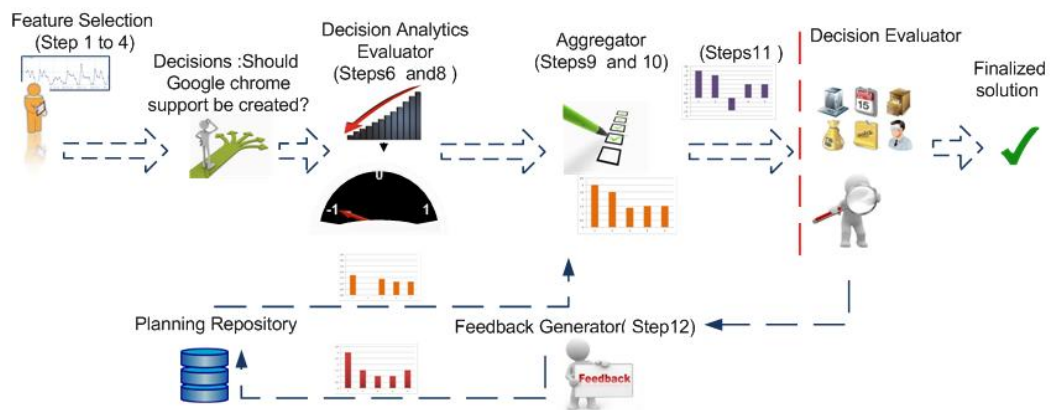 Feature Selection
(Step 1 to 4)
Decisions :Should
Google chrome
support be created?
Decision Analytics
Evaluator
(Steps6 and8 )
0
-1
1
Aggregator
(Steps9 and 10)
(Steps11 )
Decision Evaluator
15
Finalized
solution
Planning Repository
Feedback Generator( Step12)
Feedback